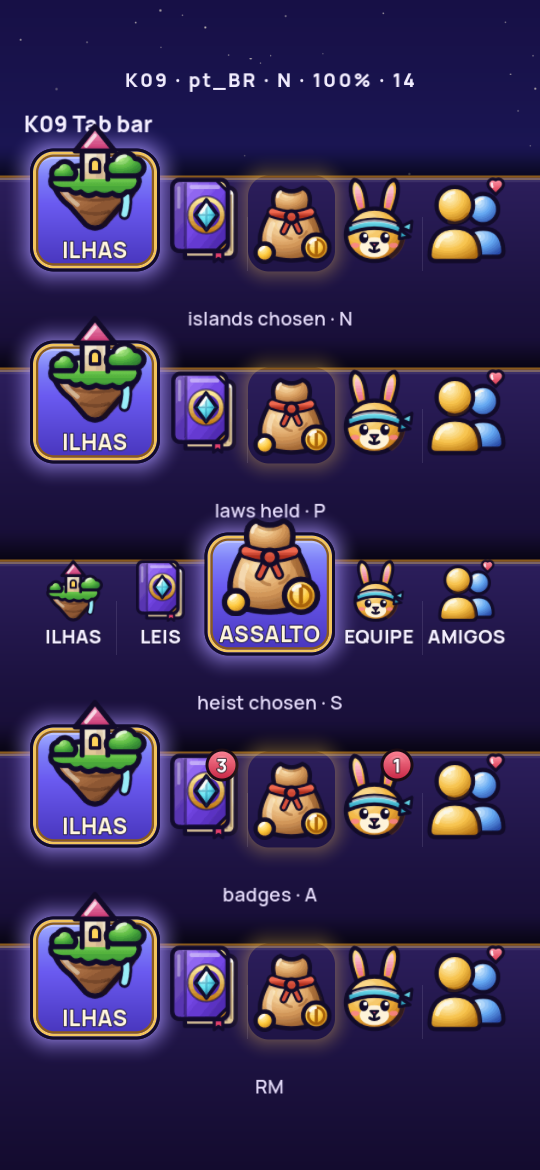 K09 · pt_BR · N · 100% · 14
K09 Tab bar
ILHAS
islands chosen · N
ILHAS
laws held · P
ILHAS LEIS ASSALTO EQUIPE AMIGOS
heist chosen · S
3 1
ILHAS
badges · A
ILHAS
RM